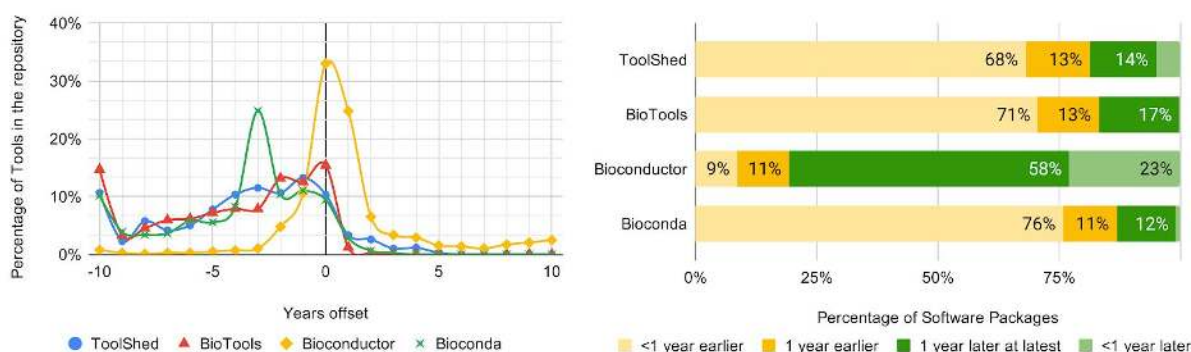 Percentage of Tools in the repository
40%
30%
20%
10%
0%
-10
-5
0
5
10
Years offset
ToolShed
BioTools
Bioconductor
Bioconda
ToolShed
68%
13%
14%
BioTools
71%
13%
17%
Bioconductor
9%
11%
58%
23%
Bioconda
76%
11%
12%
0%
25%
50%
75%
Percentage of Software Packages
<1 year earlier
1 year earlier
1 year later at latest
<1 year later